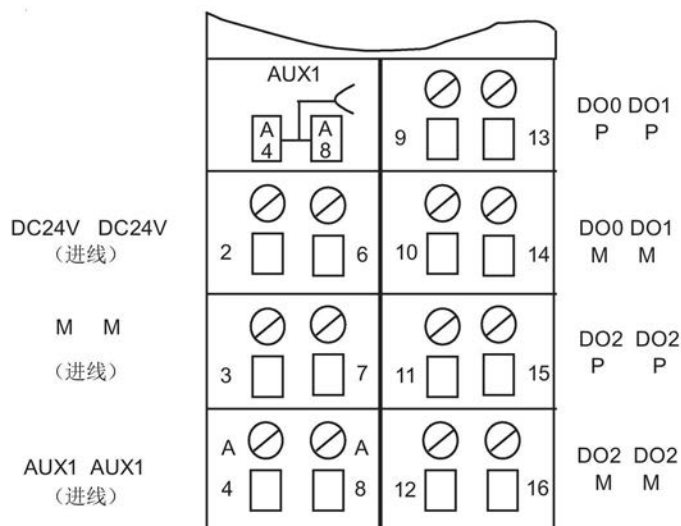 AUX1
A
4
A
8
9
13
DO0 DO1
P P
DC24V DC24V
(进线)
2
6
10
14
DO0 DO1
M M
M M
(进线)
3
7
11
15
DO2 DO2
P P
AUX1 AUX1
(进线)
A
4
A
8
12
16
DO2 DO2
M M